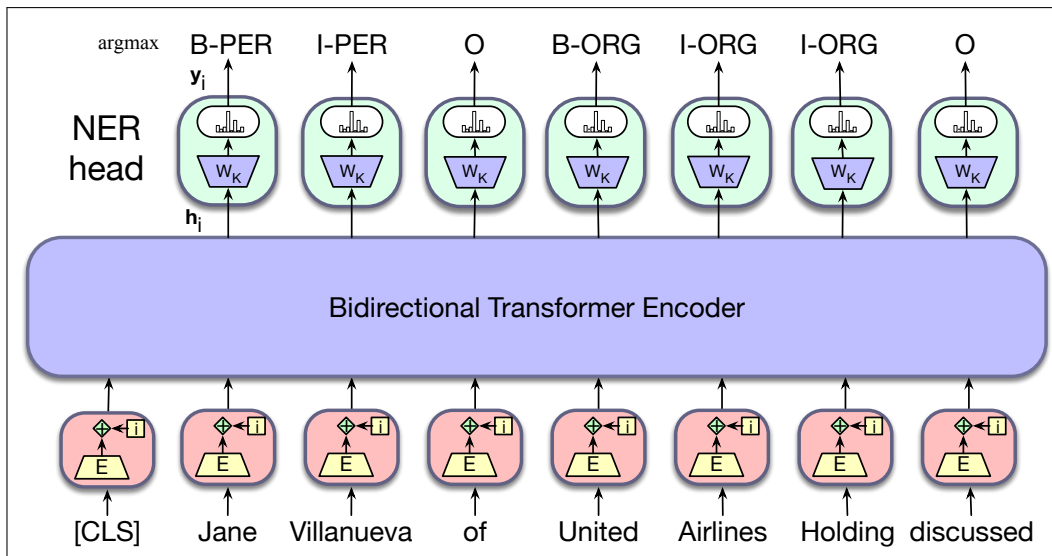 argmax B-PER I-PER O B-ORG I-ORG I-ORG O
yi
NER
head
WK WK WK WK WK WK WK
hi
Bidirectional Transformer Encoder
i i i i i i i i
E E E E E E E E
[CLS] Jane Villanueva of United Airlines Holding discussed